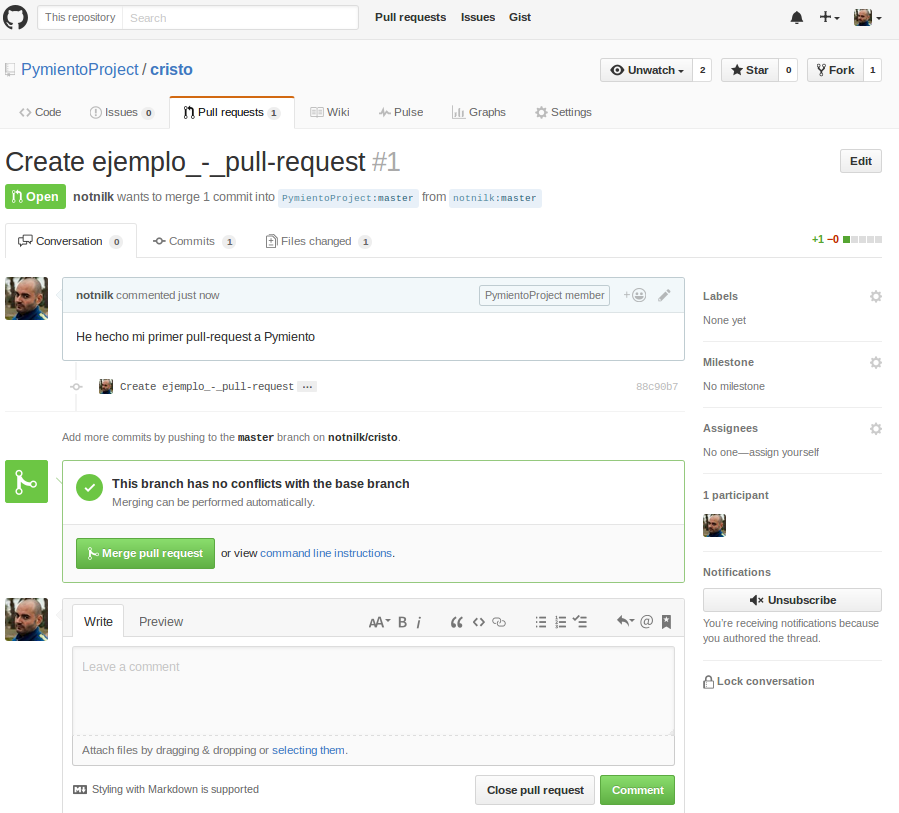 This repository Search Pull requests Issues Gist
PymientoProject / cristo Unwatch 2 Star 0 Fork 1
Code Issues 0 Pull requests 1 Wiki Pulse Graphs Settings
Create ejemplo_-_pull-request #1 Edit
Open notnilk wants to merge 1 commit into PymientoProject:master from notnilk:master
Conversation 0 Commits 1 Files changed 1 +1 −0
notnilk commented just now PymientoProject member
He hecho mi primer pull-request a Pymiento
Create ejemplo_-_pull-request … 88c90b7
Add more commits by pushing to the master branch on notnilk/cristo.
This branch has no conflicts with the base branch
Merging can be performed automatically.
Merge pull request or view command line instructions.
Write Preview AA B i
Leave a comment
Attach files by dragging & dropping or selecting them.
Styling with Markdown is supported Close pull request Comment
Labels
None yet
Milestone
No milestone
Assignees
No one—assign yourself
1 participant
Notifications
Unsubscribe
You're receiving notifications because
you authored the thread.
Lock conversation